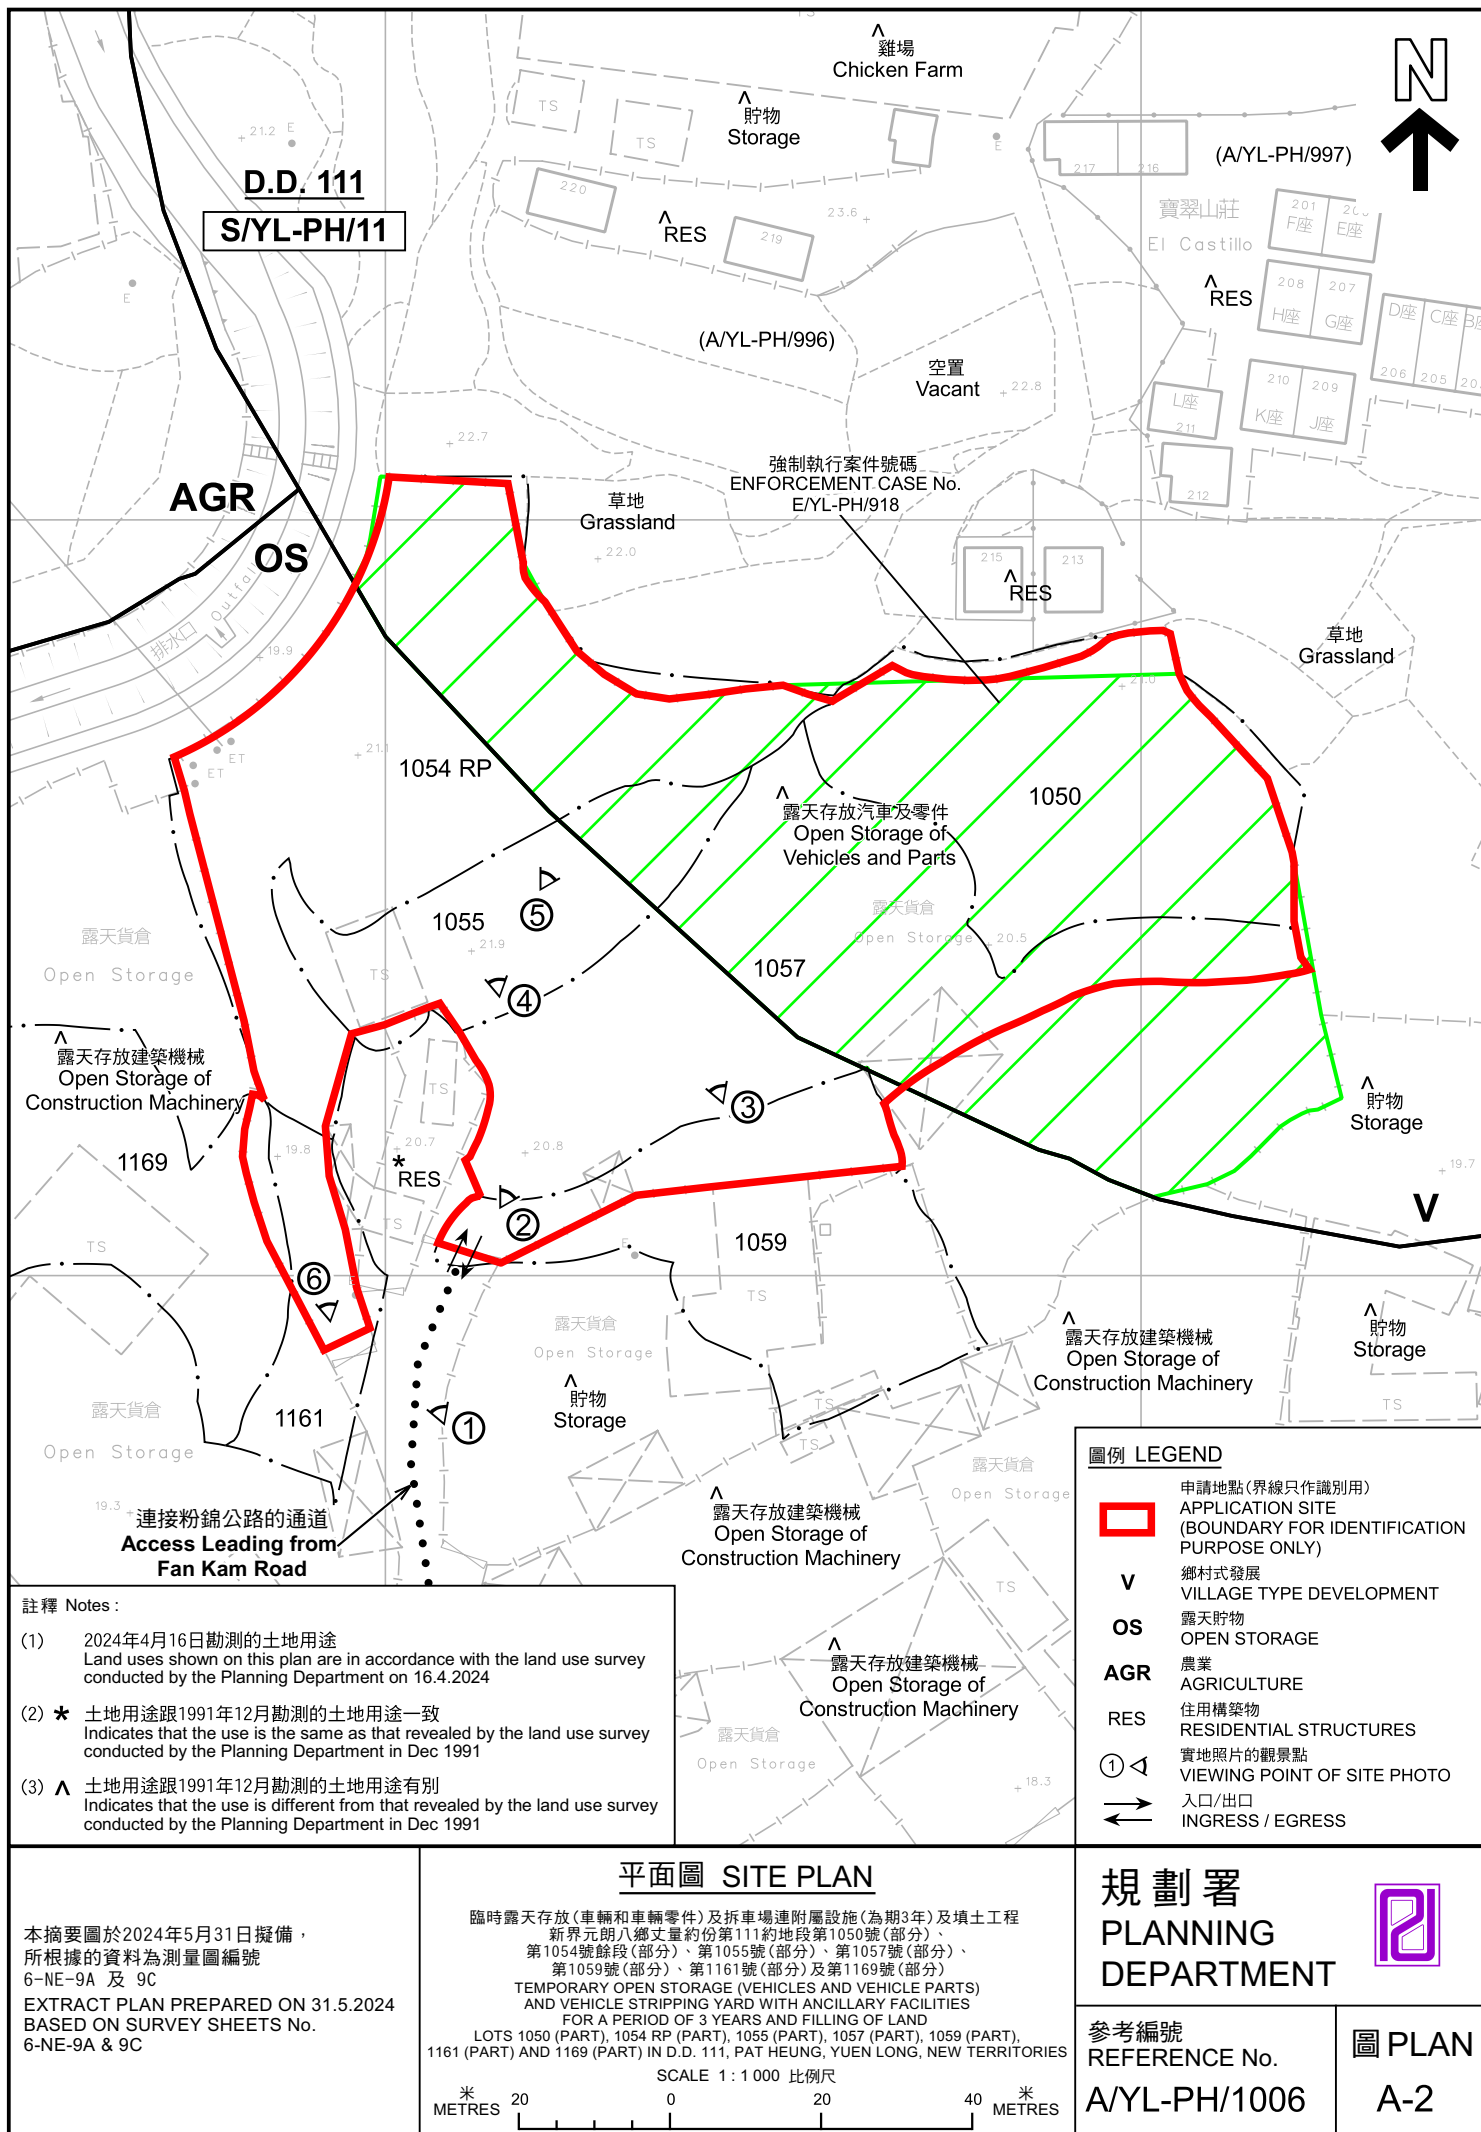 雞場
Chicken Farm
貯物
Storage
N
TS
TS
E
217
216
(A/YL-PH/997)
21.2
E
D.D. 111
S/YL-PH/11
220
RES
219
23.6
寶翠山莊
El Castillo
201
F座
E座
RES
208
207
H座
G座
D座
C座
206
205
E
(A/YL-PH/996)
空置
Vacant
22.8
L座
211
210
209
K座
J座
22.7
212
強制執行案件號碼
ENFORCEMENT CASE No.
E/YL-PH/918
AGR
OS
草地
Grassland
22.0
215
213
RES
排水口
Outfall
19.9
草地
Grassland
21.0
21.1
ET
ET
1054 RP
1050
露天存放汽車及零件
Open Storage of
Vehicles and Parts
露天貨倉
Open Storage
20.5
5
1055
21.9
露天貨倉
Open Storage
TS
4
1057
露天存放建築機械
Open Storage of
Construction Machinery
TS
3
貯物
Storage
19.7
1169
19.8
20.7
20.8
*
RES
TS
2
V
1059
TS
E
TS
6
露天貨倉
Open Storage
貯物
Storage
1
露天存放建築機械
Open Storage of
Construction Machinery
貯物
Storage
TS
TS
TS
露天貨倉
Open Storage
1161
19.3
連接粉錦公路的通道
Access Leading from
Fan Kam Road
露天貨倉
Open Storage
露天存放建築機械
Open Storage of
Construction Machinery
TS
露天存放建築機械
Open Storage of
Construction Machinery
露天貨倉
Open Storage
18.3
圖例 LEGEND
申請地點(界線只作識別用)
APPLICATION SITE
(BOUNDARY FOR IDENTIFICATION
PURPOSE ONLY)
V 鄉村式發展
VILLAGE TYPE DEVELOPMENT
OS 露天貯物
OPEN STORAGE
AGR 農業
AGRICULTURE
RES 住用構築物
RESIDENTIAL STRUCTURES
1 實地照片的觀景點
VIEWING POINT OF SITE PHOTO
入口/出口
INGRESS / EGRESS
註釋 Notes :
(1) 2024年4月16日勘測的土地用途
Land uses shown on this plan are in accordance with the land use survey
conducted by the Planning Department on 16.4.2024
(2) * 土地用途跟1991年12月勘測的土地用途一致
Indicates that the use is the same as that revealed by the land use survey
conducted by the Planning Department in Dec 1991
(3) ∧ 土地用途跟1991年12月勘測的土地用途有別
Indicates that the use is different from that revealed by the land use survey
conducted by the Planning Department in Dec 1991
本摘要圖於2024年5月31日擬備，
所根據的資料為測量圖編號
6-NE-9A 及 9C
EXTRACT PLAN PREPARED ON 31.5.2024
BASED ON SURVEY SHEETS No.
6-NE-9A & 9C
平面圖 SITE PLAN
臨時露天存放(車輛和車輛零件)及拆車場連附屬設施(為期3年)及填土工程
新界元朗八鄉丈量約份第111約地段第1050號(部分)、
第1054號餘段(部分)、第1055號(部分)、第1057號(部分)、
第1059號(部分)、第1161號(部分)及第1169號(部分)
TEMPORARY OPEN STORAGE (VEHICLES AND VEHICLE PARTS)
AND VEHICLE STRIPPING YARD WITH ANCILLARY FACILITIES
FOR A PERIOD OF 3 YEARS AND FILLING OF LAND
LOTS 1050 (PART), 1054 RP (PART), 1055 (PART), 1057 (PART), 1059 (PART),
1161 (PART) AND 1169 (PART) IN D.D. 111, PAT HEUNG, YUEN LONG, NEW TERRITORIES
SCALE 1 : 1 000 比例尺
米 METRES 20 0 20 40 米 METRES
規劃署
PLANNING
DEPARTMENT
參考編號
REFERENCE No.
A/YL-PH/1006
圖 PLAN
A-2